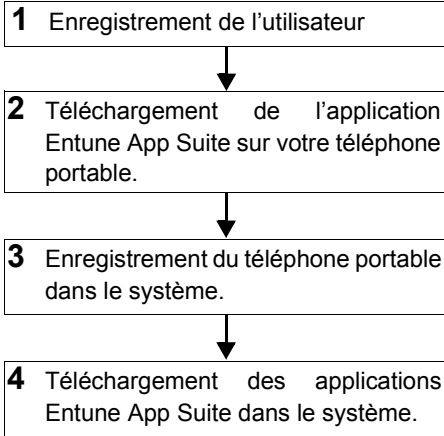 1 Enregistrement de l’utilisateur
2 Téléchargement de l’application
Entune App Suite sur votre téléphone
portable.
3 Enregistrement du téléphone portable
dans le système.
4 Téléchargement des applications
Entune App Suite dans le système.